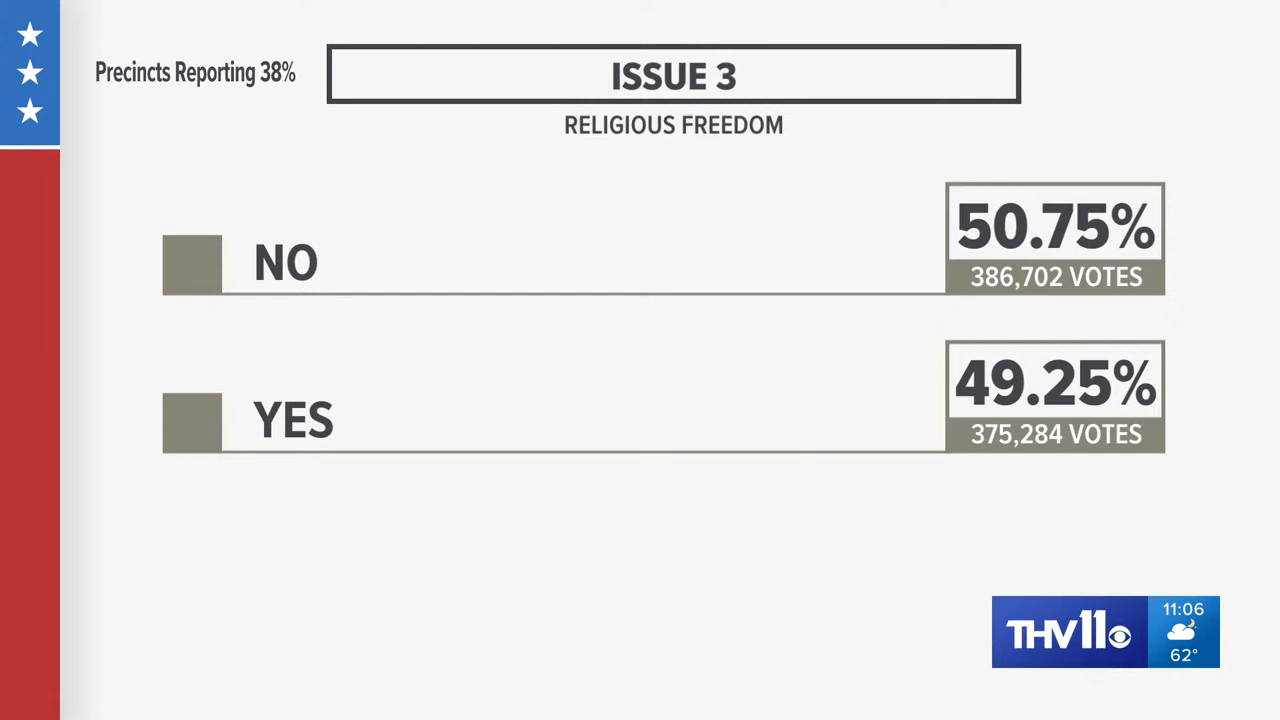 Precincts Reporting 38%
ISSUE 3
RELIGIOUS FREEDOM
NO
50.75%
386,702 VOTES
YES
49.25%
375,284 VOTES
THV11
11:06
62°